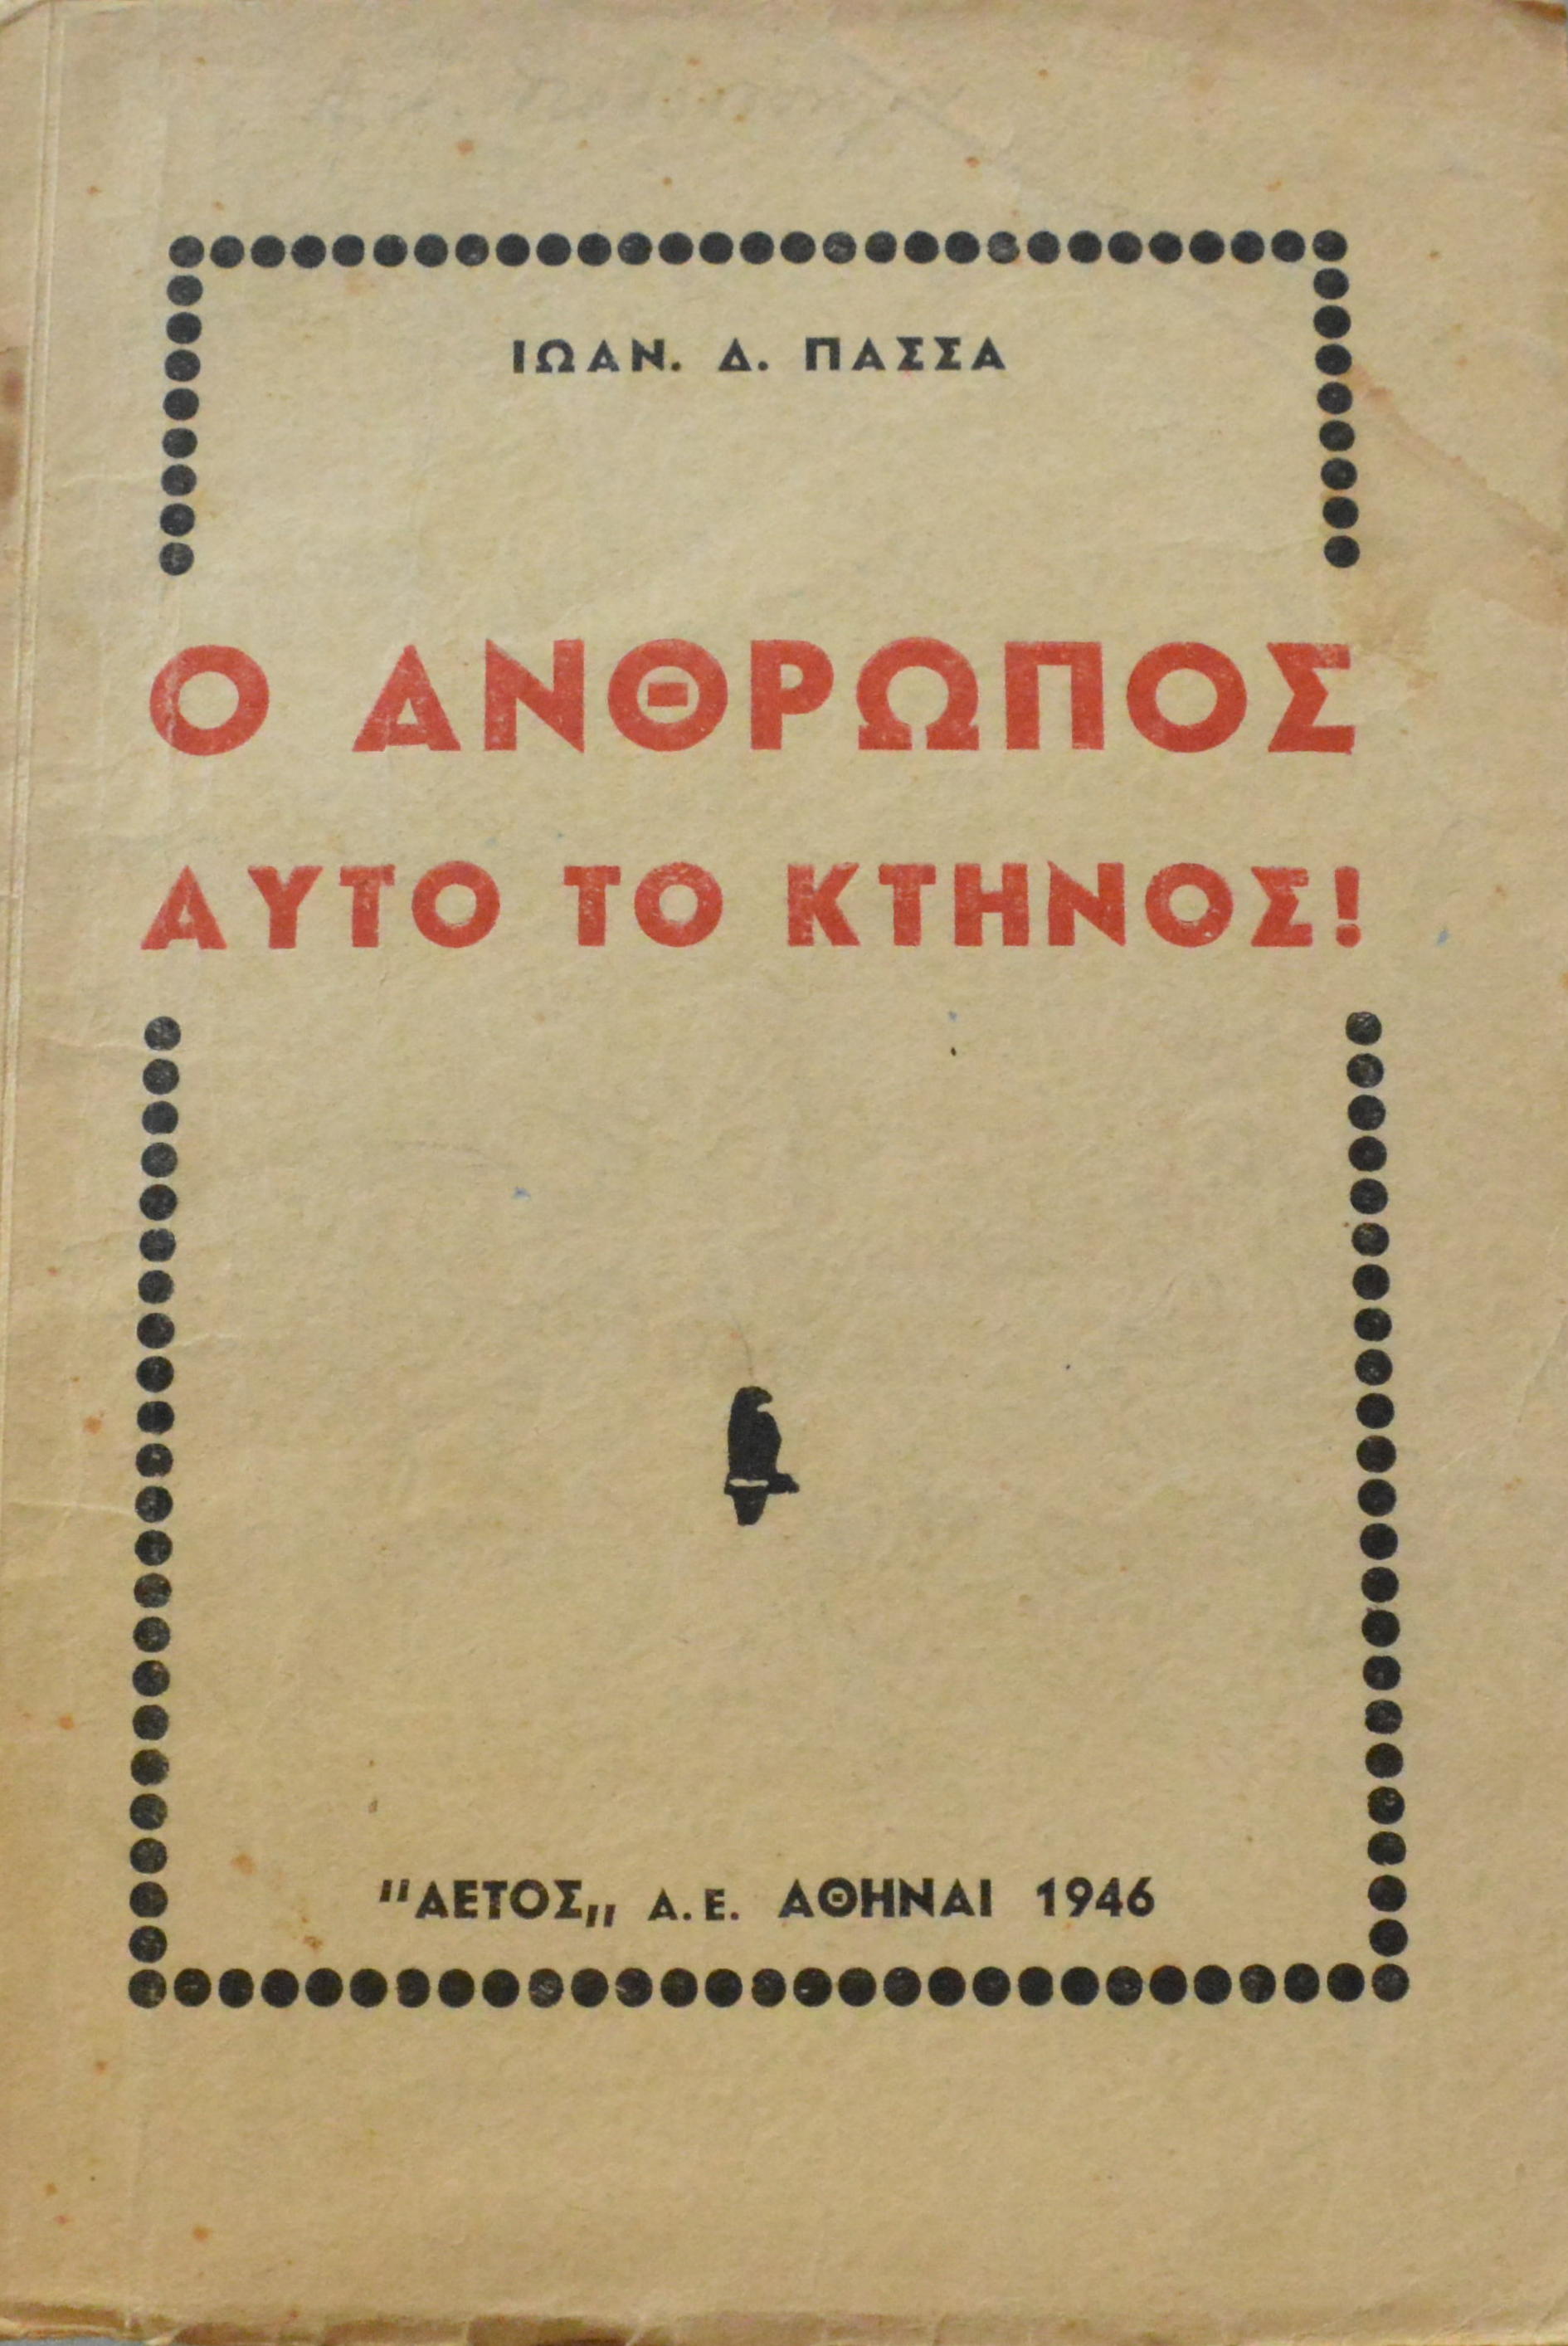 ΙΩΑΝ. Δ. ΠΑΣΣΑ
Ο ΑΝΘΡΩΠΟΣ
ΑΥΤΟ ΤΟ ΚΤΗΝΟΣ!
"ΑΕΤΟΣ„ Α.Ε. ΑΘΗΝΑΙ 1946